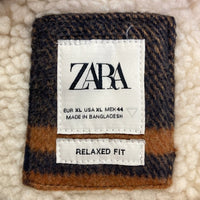 ZARA
EUR XL USA XL MEX 44
MADE IN BANGLADESH
RELAXED FIT